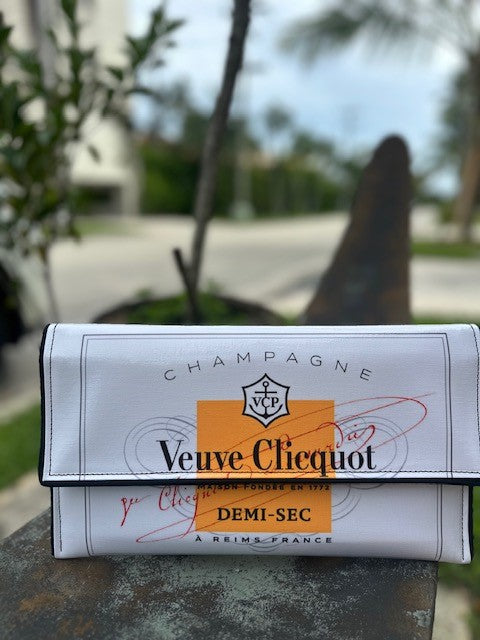 CHAMPAGNE
VCP
Veuve Clicquot
MAISON FONDÉE EN 1772
DEMI-SEC
À REIMS FRANCE